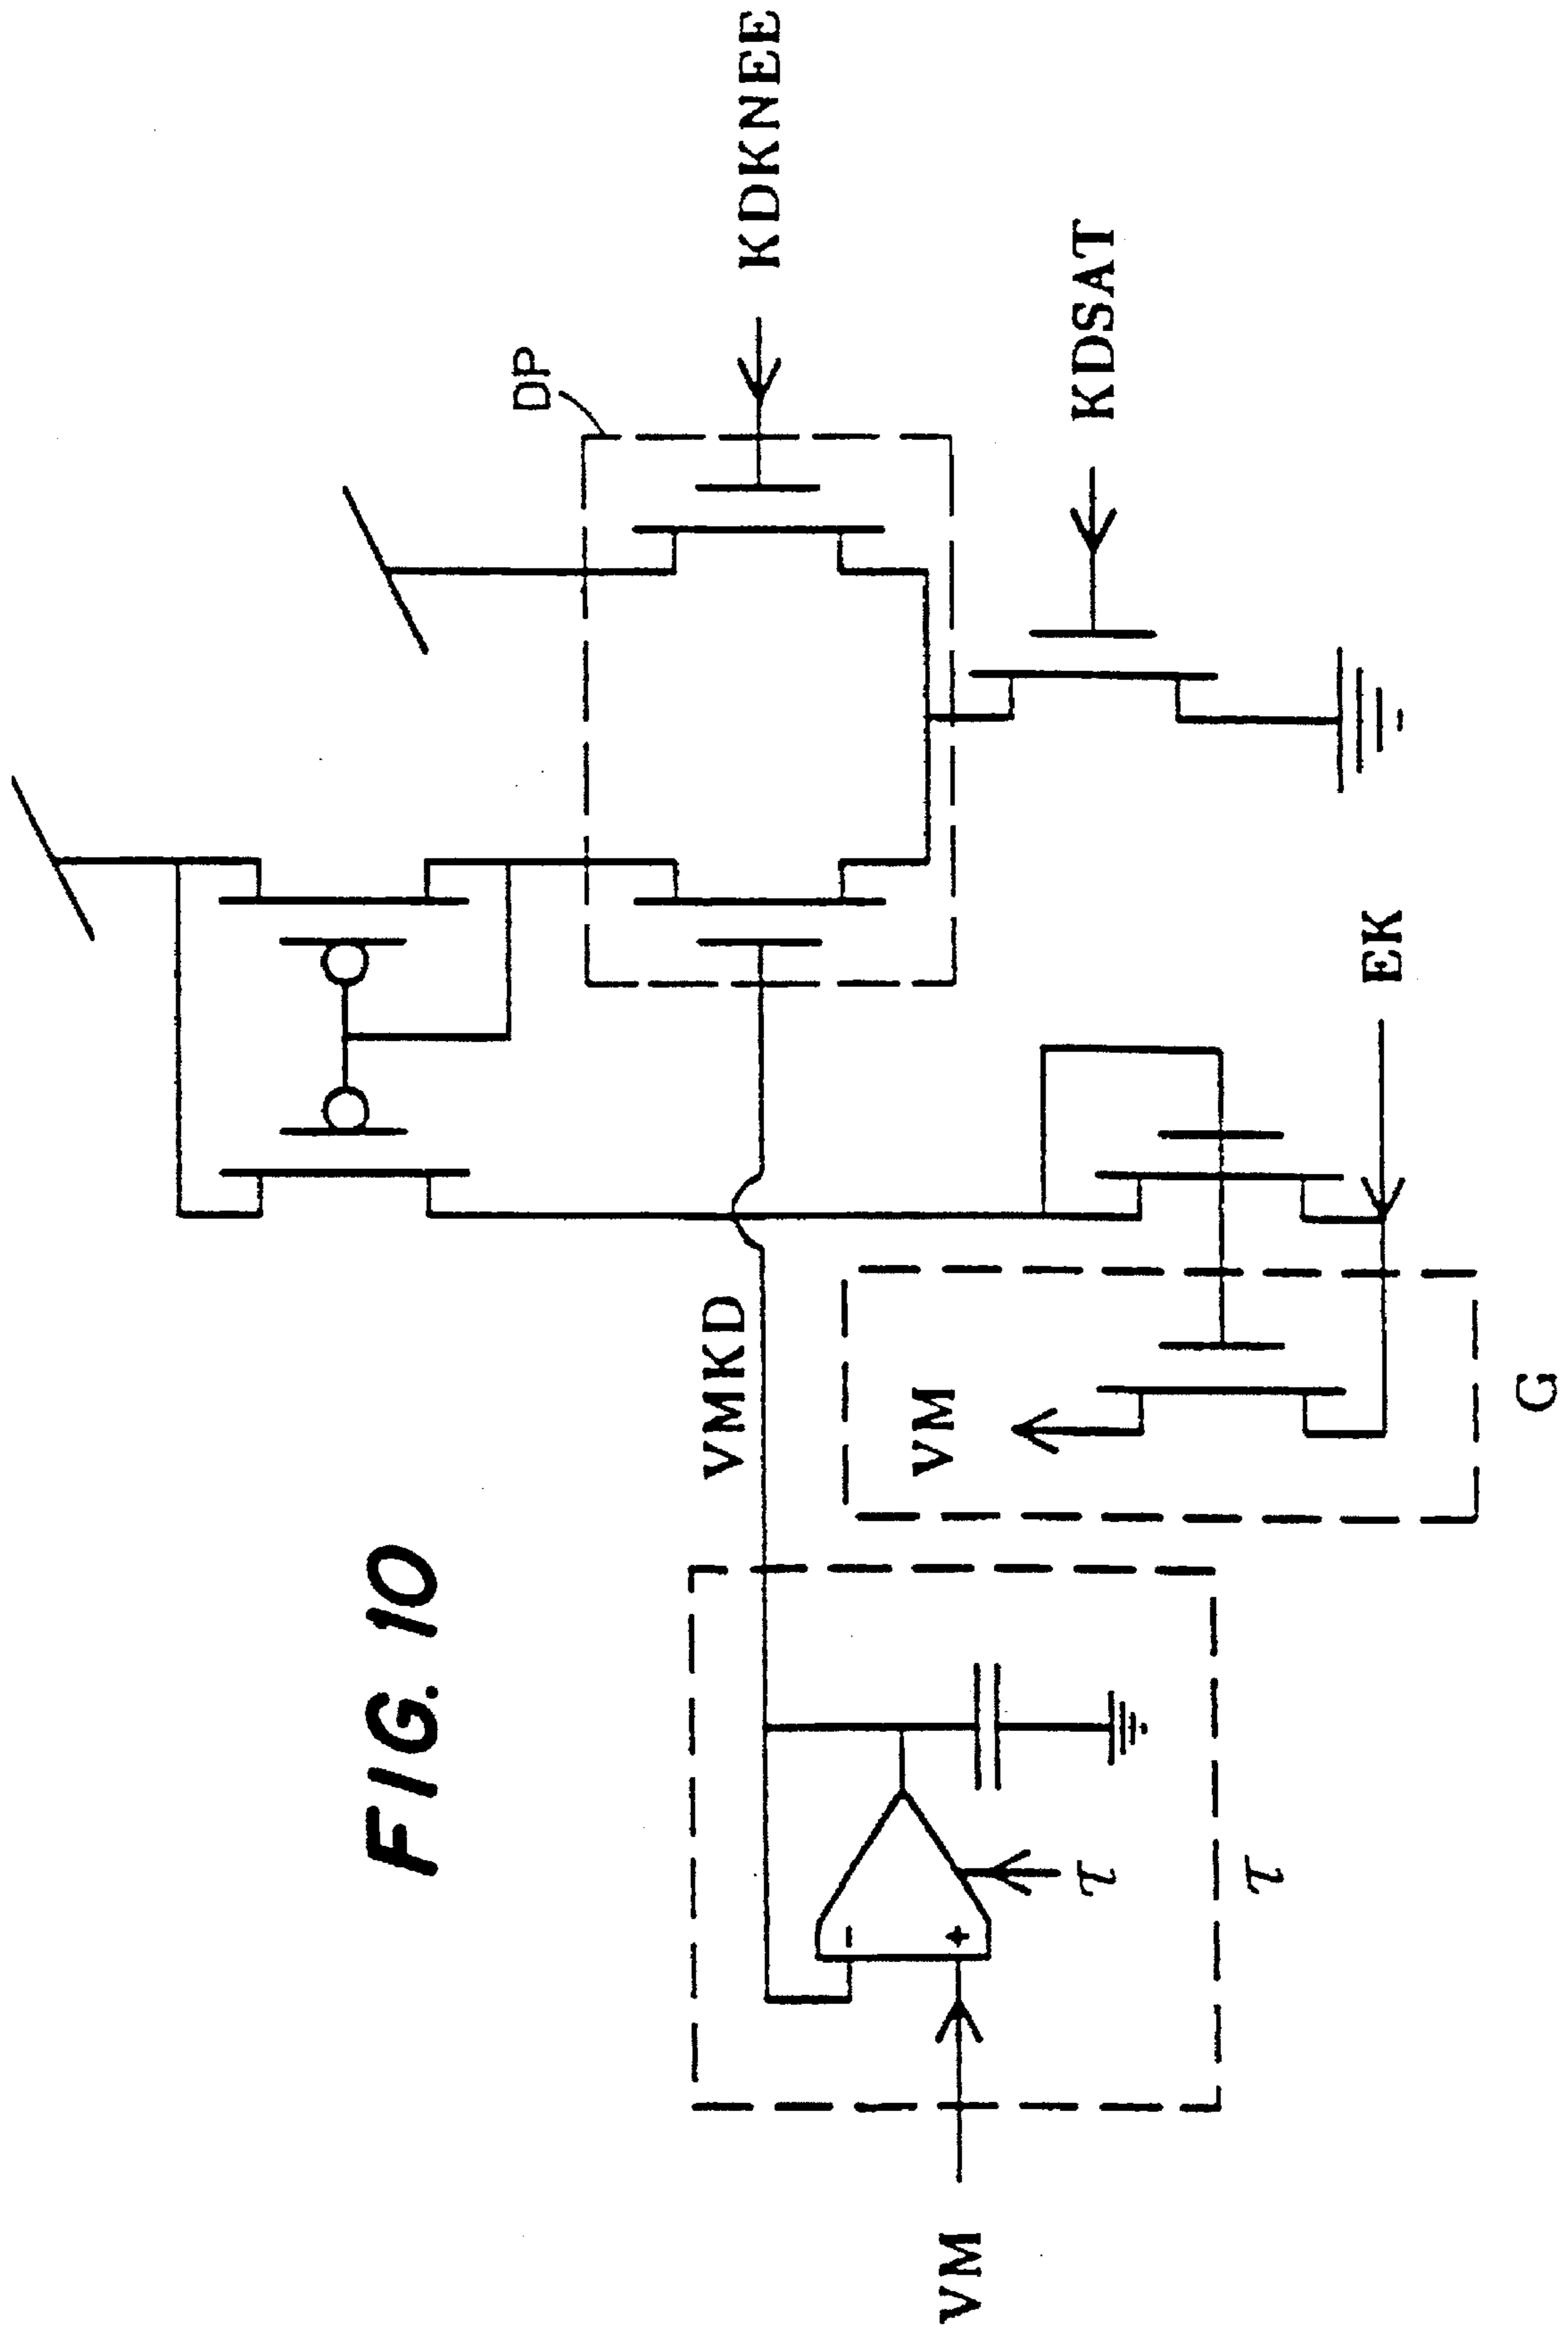 FIG. 10
VM
τ
τ
-
+
VMKD
VM
G
EK
DP
KDKNEE
KDSAT